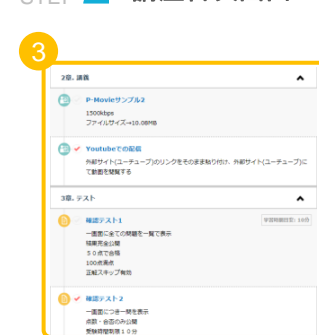 STEP
3
2章. 講義
P-Movieサンプル2
1500kbps
ファイルサイズ→10.08MB
Youtubeでの配信
外部サイト(ユーチューブ)のリンクをそのまま貼り付け、外部サイト(ユーチューブ)に
て動画を閲覧する
3章. テスト
確認テスト1
学習時間目安: 10分
一画面に全ての問題を一覧で表示
結果完全公開
50点で合格
100点満点
正解スキップ有効
確認テスト2
一画面につき一問を表示
点数・合否のみ公開
受験時間制限10分